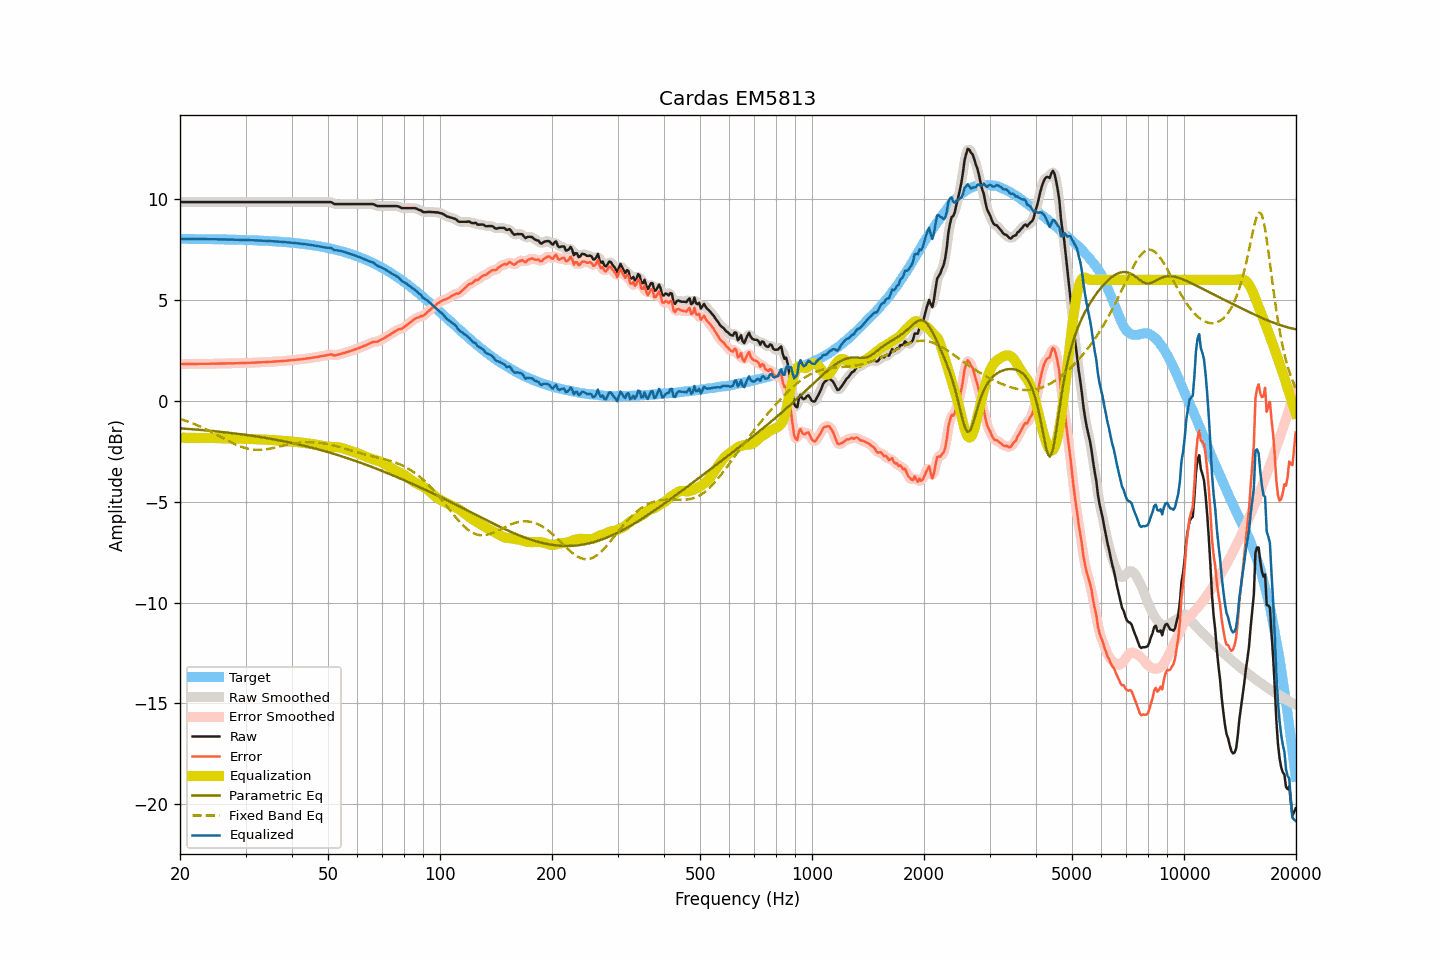 Cardas EM5813
Amplitude (dBr)
10
5
0
−5
−10
−15
−20
Target
Raw Smoothed
Error Smoothed
Raw
Error
Equalization
Parametric Eq
Fixed Band Eq
Equalized
20 50 100 200 500 1000 2000 5000 10000 20000
Frequency (Hz)